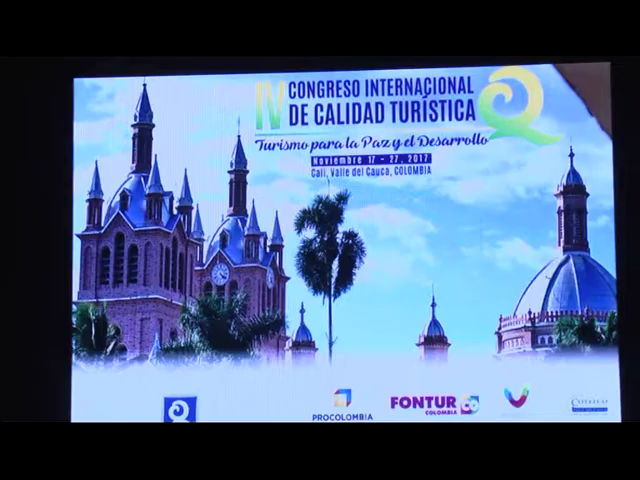 IV CONGRESO INTERNACIONAL
DE CALIDAD TURÍSTICA
Turismo para la Paz y el Desarrollo
Noviembre 17 - 27, 2017
Cali, Valle del Cauca, COLOMBIA
PROCOLOMBIA
FONTUR
COLOMBIA
CO